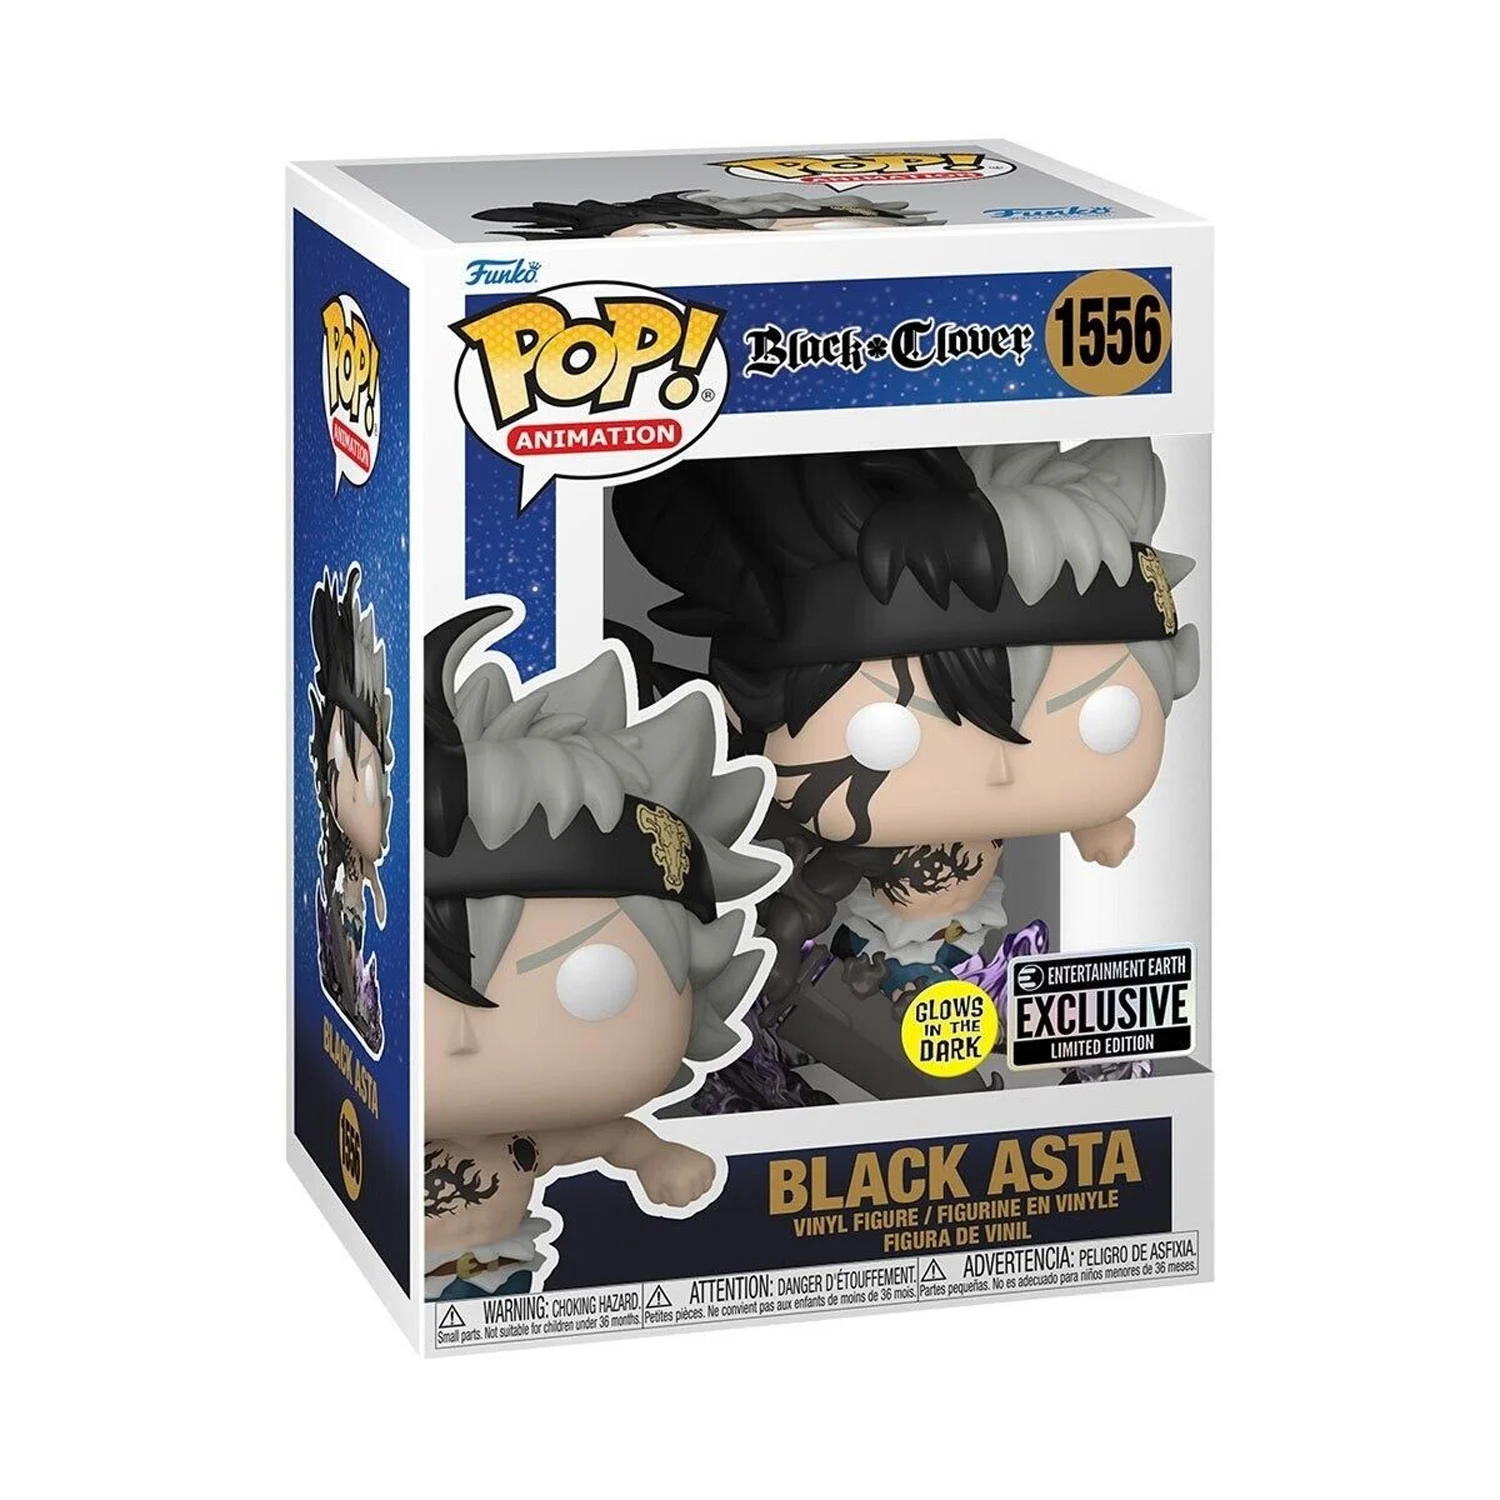 POP!
ANIMATION
Funko
Funko
POP! ®
ANIMATION
Black Clover
1556
POP!
ANIMATION
BLACK ASTA
1556
GLOWS
IN THE
DARK
ENTERTAINMENT EARTH
EXCLUSIVE
LIMITED EDITION
BLACK ASTA
VINYL FIGURE / FIGURINE EN VINYLE
FIGURA DE VINIL
WARNING: CHOKING HAZARD.
Small parts. Not suitable for children under 36 months.
ATTENTION: DANGER D'ÉTOUFFEMENT.
Petites pièces. Ne convient pas aux enfants de moins de 36 mois.
ADVERTENCIA: PELIGRO DE ASFIXIA.
Partes pequeñas. No es adecuado para niños menores de 36 meses.